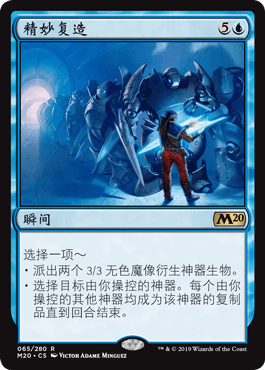 精妙复造 5
瞬间 M20
选择一项～
• 派出两个 3/3 无色魔像衍生神器生物。
• 选择目标由你操控的神器。每个由你
操控的其他神器均成为该神器的复制
品直到回合结束。
065/280 R
M20 • CS VICTOR ADAME MINGUEZ
™ & © 2019 Wizards of the Coast